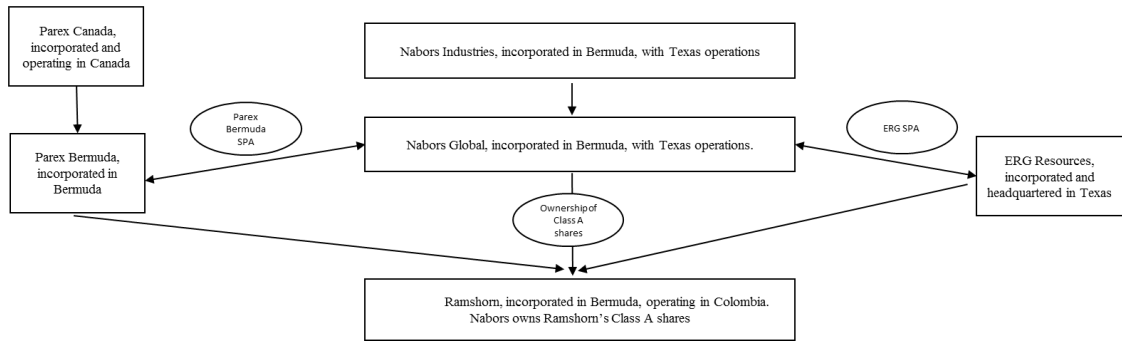 Parex Canada,
incorporated and
operating in Canada
Nabors Industries, incorporated in Bermuda, with Texas operations
Parex
Bermuda
SPA
ERG SPA
Parex Bermuda,
incorporated in
Bermuda
Nabors Global, incorporated in Bermuda, with Texas operations.
ERG Resources,
incorporated and
headquartered in Texas
Ownership of
Class A
shares
Ramshorn, incorporated in Bermuda, operating in Colombia.
Nabors owns Ramshorn’s Class A shares